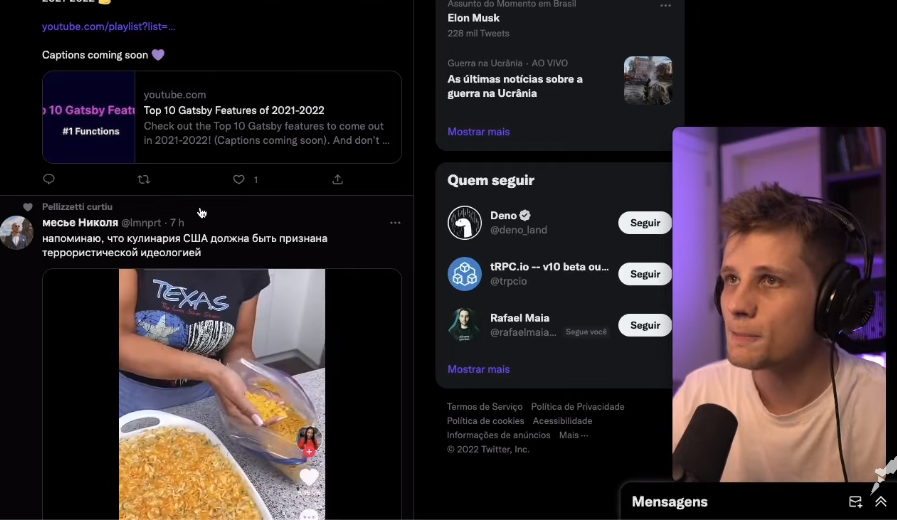 youtube.com/playlist?list=...
Captions coming soon 💜
p 10 Gatsby Featu
#1 Functions
youtube.com
Top 10 Gatsby Features of 2021-2022
Check out the Top 10 Gatsby features to come out
in 2021-2022! (Captions coming soon). And don't ...
1
Pellizzetti curtiu
месье Николя @lmnprt · 7 h
напоминаю, что кулинария США должна быть признана
террористической идеологией
TEXAS
Assunto do Momento em Brasil
Elon Musk
228 mil Tweets
Guerra na Ucrânia · AO VIVO
As últimas notícias sobre a
guerra na Ucrânia
Mostrar mais
Quem seguir
Deno
@deno_land
Seguir
tRPC.io -- v10 beta ou...
@trpcio
Seguir
Rafael Maia
@rafaelmaia... Segue você
Seguir
Mostrar mais
Termos de Serviço Política de Privacidade
Política de cookies Acessibilidade
Informações de anúncios Mais ···
© 2022 Twitter, Inc.
Mensagens